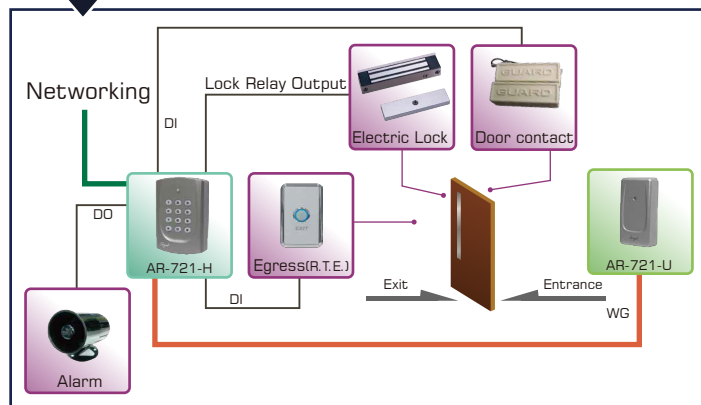 Networking
Lock Relay Output
DI
GUARD
GUARD
Electric Lock
Door contact
DO
AR-721-H
EXIT
Egress(R.T.E.)
AR-721-U
DI
Exit
Entrance
WG
Alarm